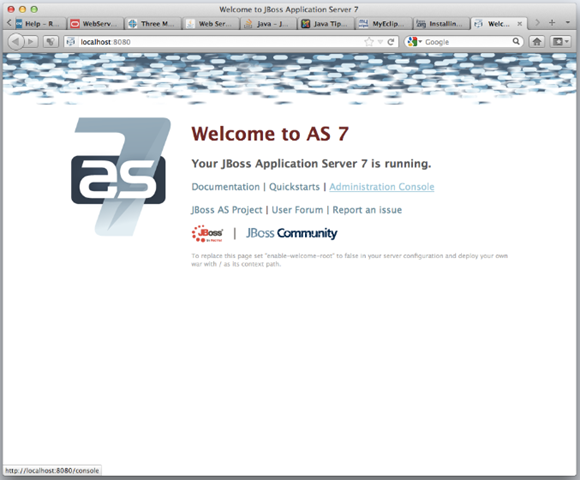 Welcome to JBoss Application Server 7
Help – R... WebServ... Three M... Web Ser... Java – J... Java Tip... MyEclip... Installin... Welc...
localhost:8080 Google
Welcome to AS 7
Your JBoss Application Server 7 is running.
Documentation | Quickstarts | Administration Console
JBoss AS Project | User Forum | Report an issue
JBoss | JBoss Community
To replace this page set "enable-welcome-root" to false in your server configuration and deploy your own
war with / as its context path.
as 7
http://localhost:8080/console